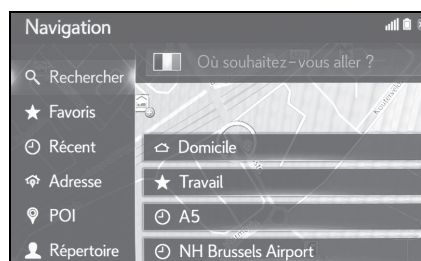 Navigation
Où souhaitez-vous aller ?
Rechercher
Favoris
Récent
Adresse
POI
Répertoire
Domicile
Travail
A5
NH Brussels Airport